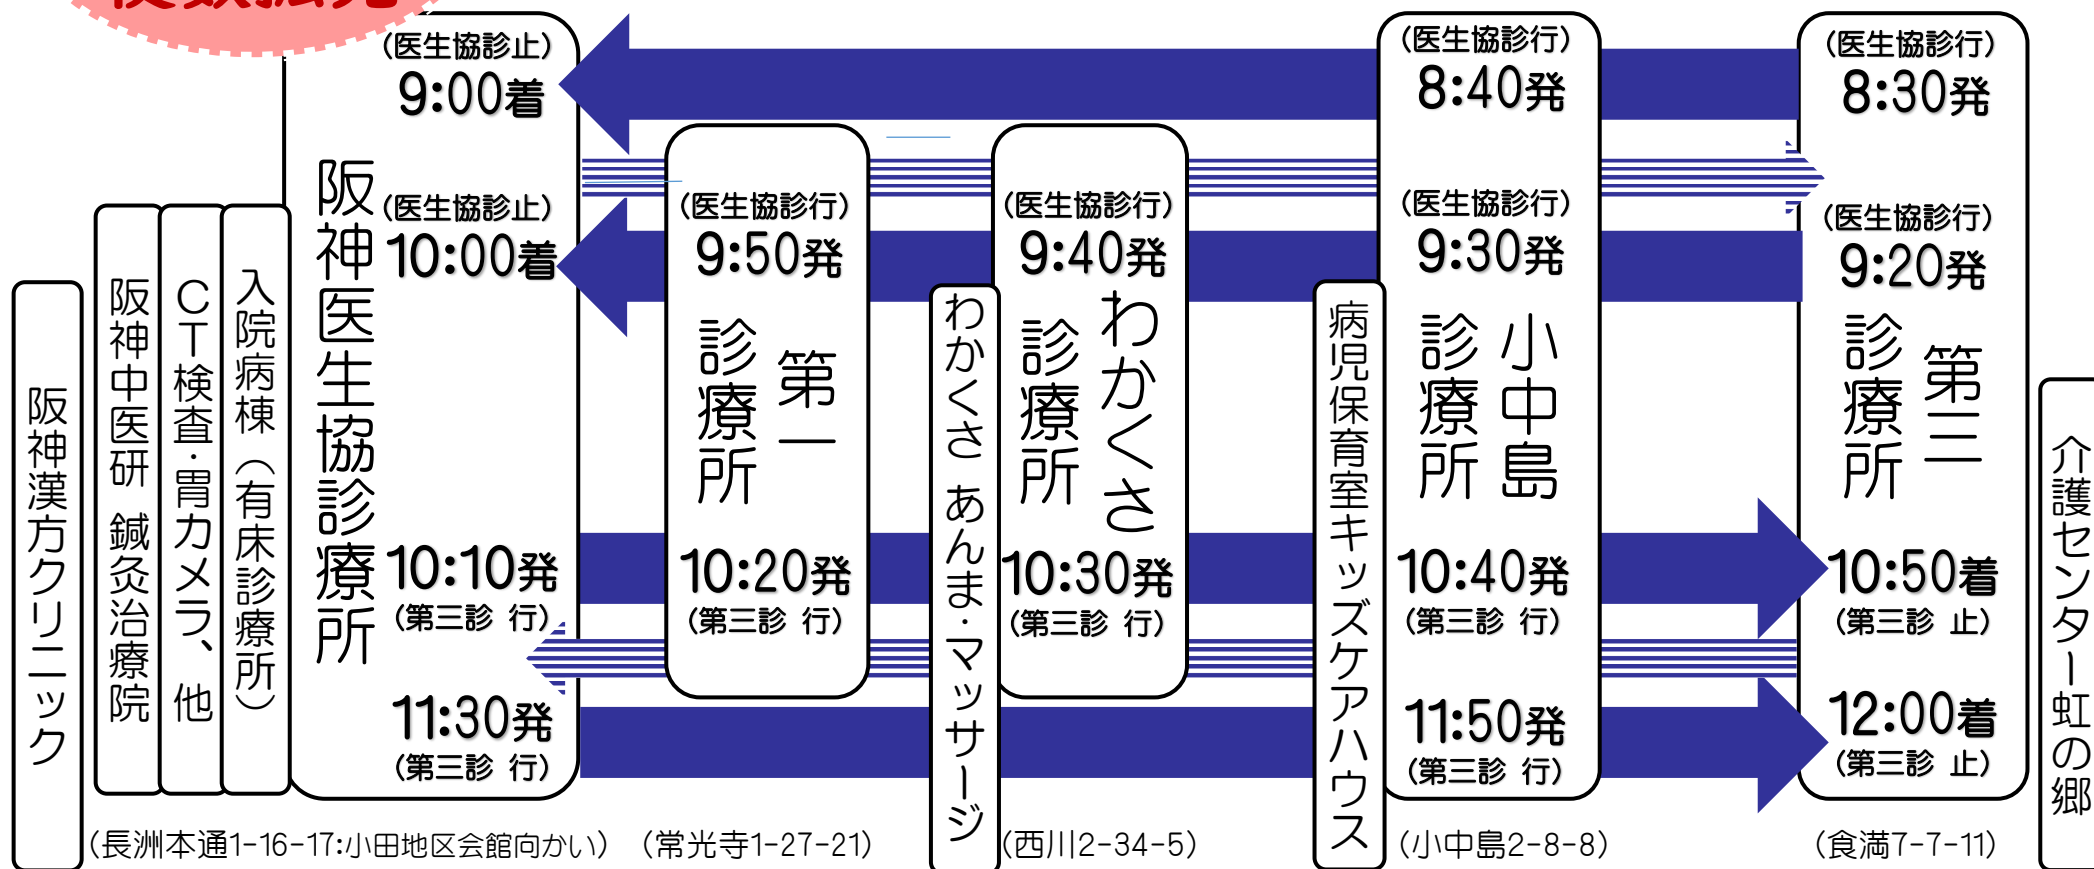 (医生協診止)
9:00着
(医生協診行)
8:40発
(医生協診行)
8:30発
(医生協診止)
10:00着
(医生協診行)
9:50発
(医生協診行)
9:40発
(医生協診行)
9:30発
(医生協診行)
9:20発
阪神漢方クリニック
阪神中医研 鍼灸治療院
CT検査・胃カメラ、他
入院病棟(有床診療所)
阪神医生協診療所
第一
診療所
わかくさ あんま・マッサージ
わかくさ
診療所
病児保育室キッズケアハウス
小中島
診療所
第三
診療所
介護センター虹の郷
10:10発
(第三診 行)
10:20発
(第三診 行)
10:30発
(第三診 行)
10:40発
(第三診 行)
10:50着
(第三診 止)
11:30発
(第三診 行)
11:50発
(第三診 行)
12:00着
(第三診 止)
(長洲本通1-16-17:小田地区会館向かい)
(常光寺1-27-21)
(西川2-34-5)
(小中島2-8-8)
(食満7-7-11)